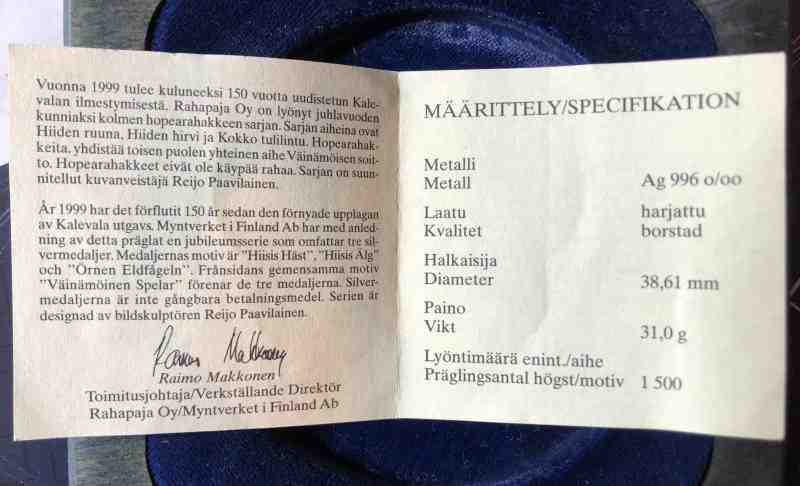 Vuonna 1999 tulee kuluneeksi 150 vuotta uudistetun Kale-
valan ilmestymisestä. Rahapaja Oy on lyönyt juhlavuoden
kunniaksi kolmen hopearahakkeen sarjan. Sarjan aiheina ovat
Hiiden ruuna, Hiiden hirvi ja Kokko tulilintu. Hopearahak-
keita, yhdistää toisen puolen yhteinen aihe Väinämöisen soit-
to. Hopearahakkeet eivät ole käypää rahaa. Sarjan on suun-
nitellut kuvanveistäjä Reijo Paavilainen.
År 1999 har det förflutit 150 år sedan den förnyade upplagan
av Kalevala utgavs. Myntverket i Finland Ab har med anled-
ning av detta präglat en jubileumsserie som omfattar tre sil-
vermedaljer. Medaljernas motiv är "Hiisis Häst", "Hiisis Älg"
och "Örnen Eldfågeln". Frånsidans gemensamma motiv
"Väinämöinen Spelar" förenar de tre medaljerna. Silver-
medaljerna är inte gångbara betalningsmedel. Serien är
designad av bildskulptören Reijo Paavilainen.
Raimo Makkonen
Raimo Makkonen
Toimitusjohtaja/Verkställande Direktör
Rahapaja Oy/Myntverket i Finland Ab
MÄÄRITTELY/SPECIFIKATION
Metalli
Metall Ag 996 o/oo
Laatu harjattu
Kvalitet borstad
Halkaisija
Diameter 38,61 mm
Paino
Vikt 31,0 g
Lyöntimäärä enint./aihe
Präglingsantal högst/motiv 1 500